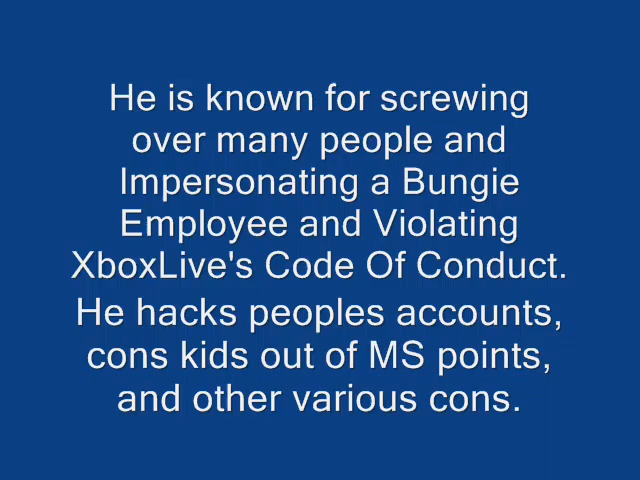 He is known for screwing
over many people and
Impersonating a Bungie
Employee and Violating
XboxLive's Code Of Conduct.
He hacks peoples accounts,
cons kids out of MS points,
and other various cons.